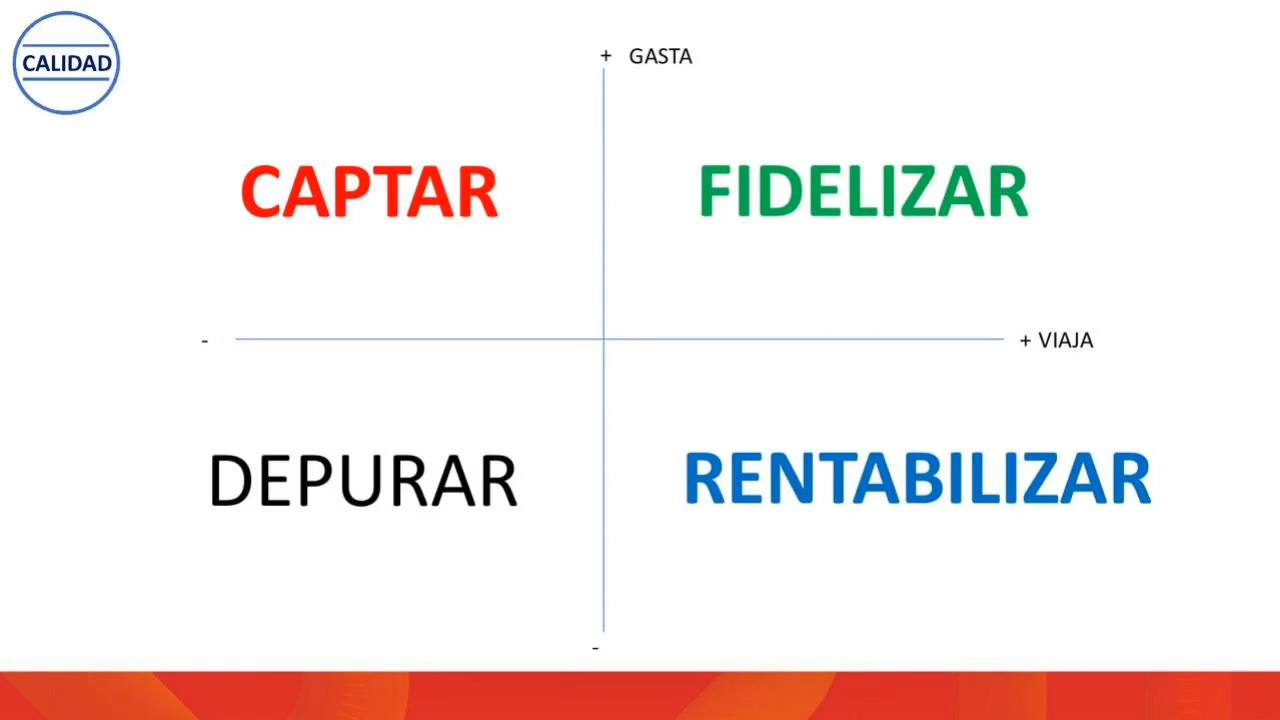 CALIDAD
+ GASTA
CAPTAR
FIDELIZAR
-
+ VIAJA
DEPURAR
RENTABILIZAR
-